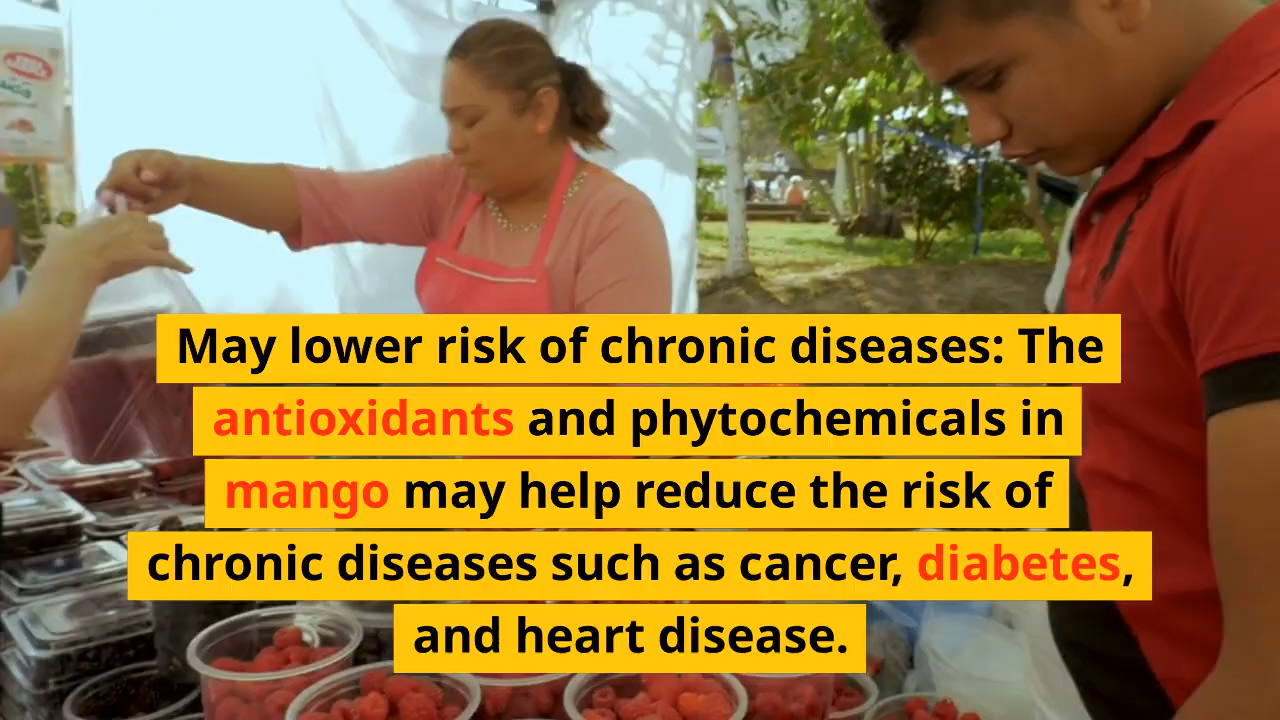 May lower risk of chronic diseases: The
antioxidants and phytochemicals in
mango may help reduce the risk of
chronic diseases such as cancer, diabetes,
and heart disease.